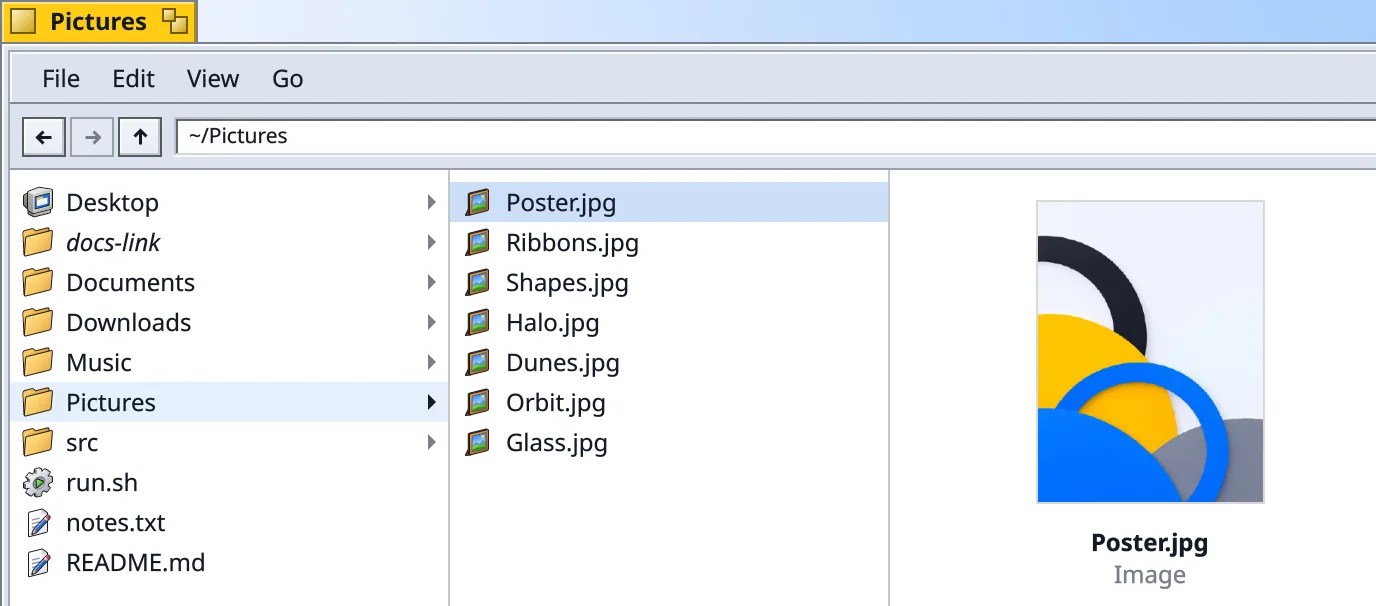 Pictures
File Edit View Go
~/Pictures
Desktop
docs-link
Documents
Downloads
Music
Pictures
src
run.sh
notes.txt
README.md
Poster.jpg
Ribbons.jpg
Shapes.jpg
Halo.jpg
Dunes.jpg
Orbit.jpg
Glass.jpg
Poster.jpg
Image